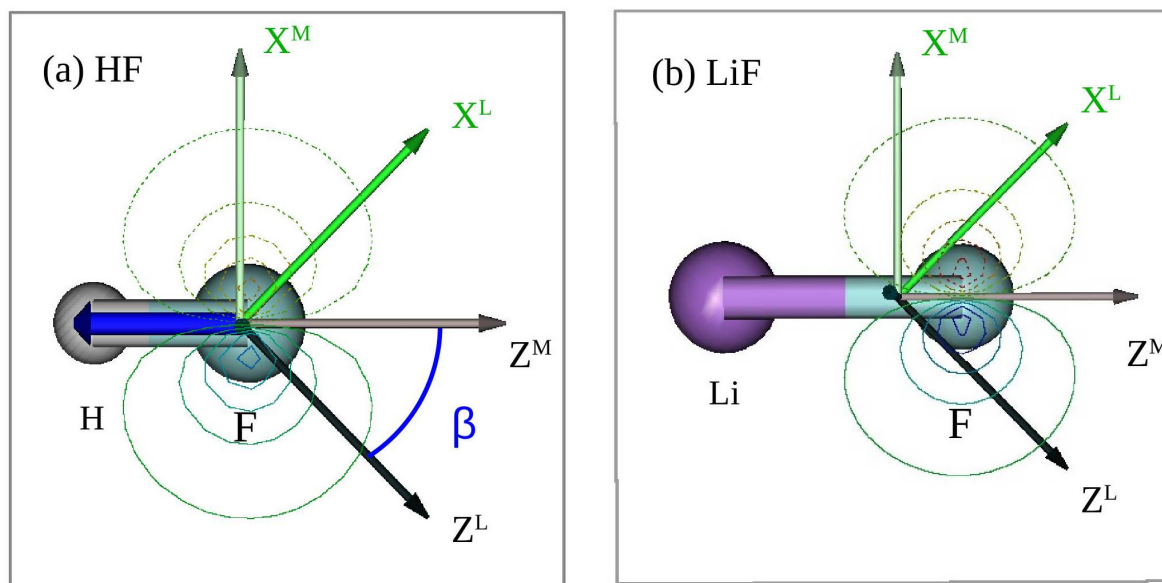 (a) HF
X^M
X^L
Z^M
H
F
β
Z^L
(b) LiF
X^M
X^L
Z^M
Li
F
Z^L